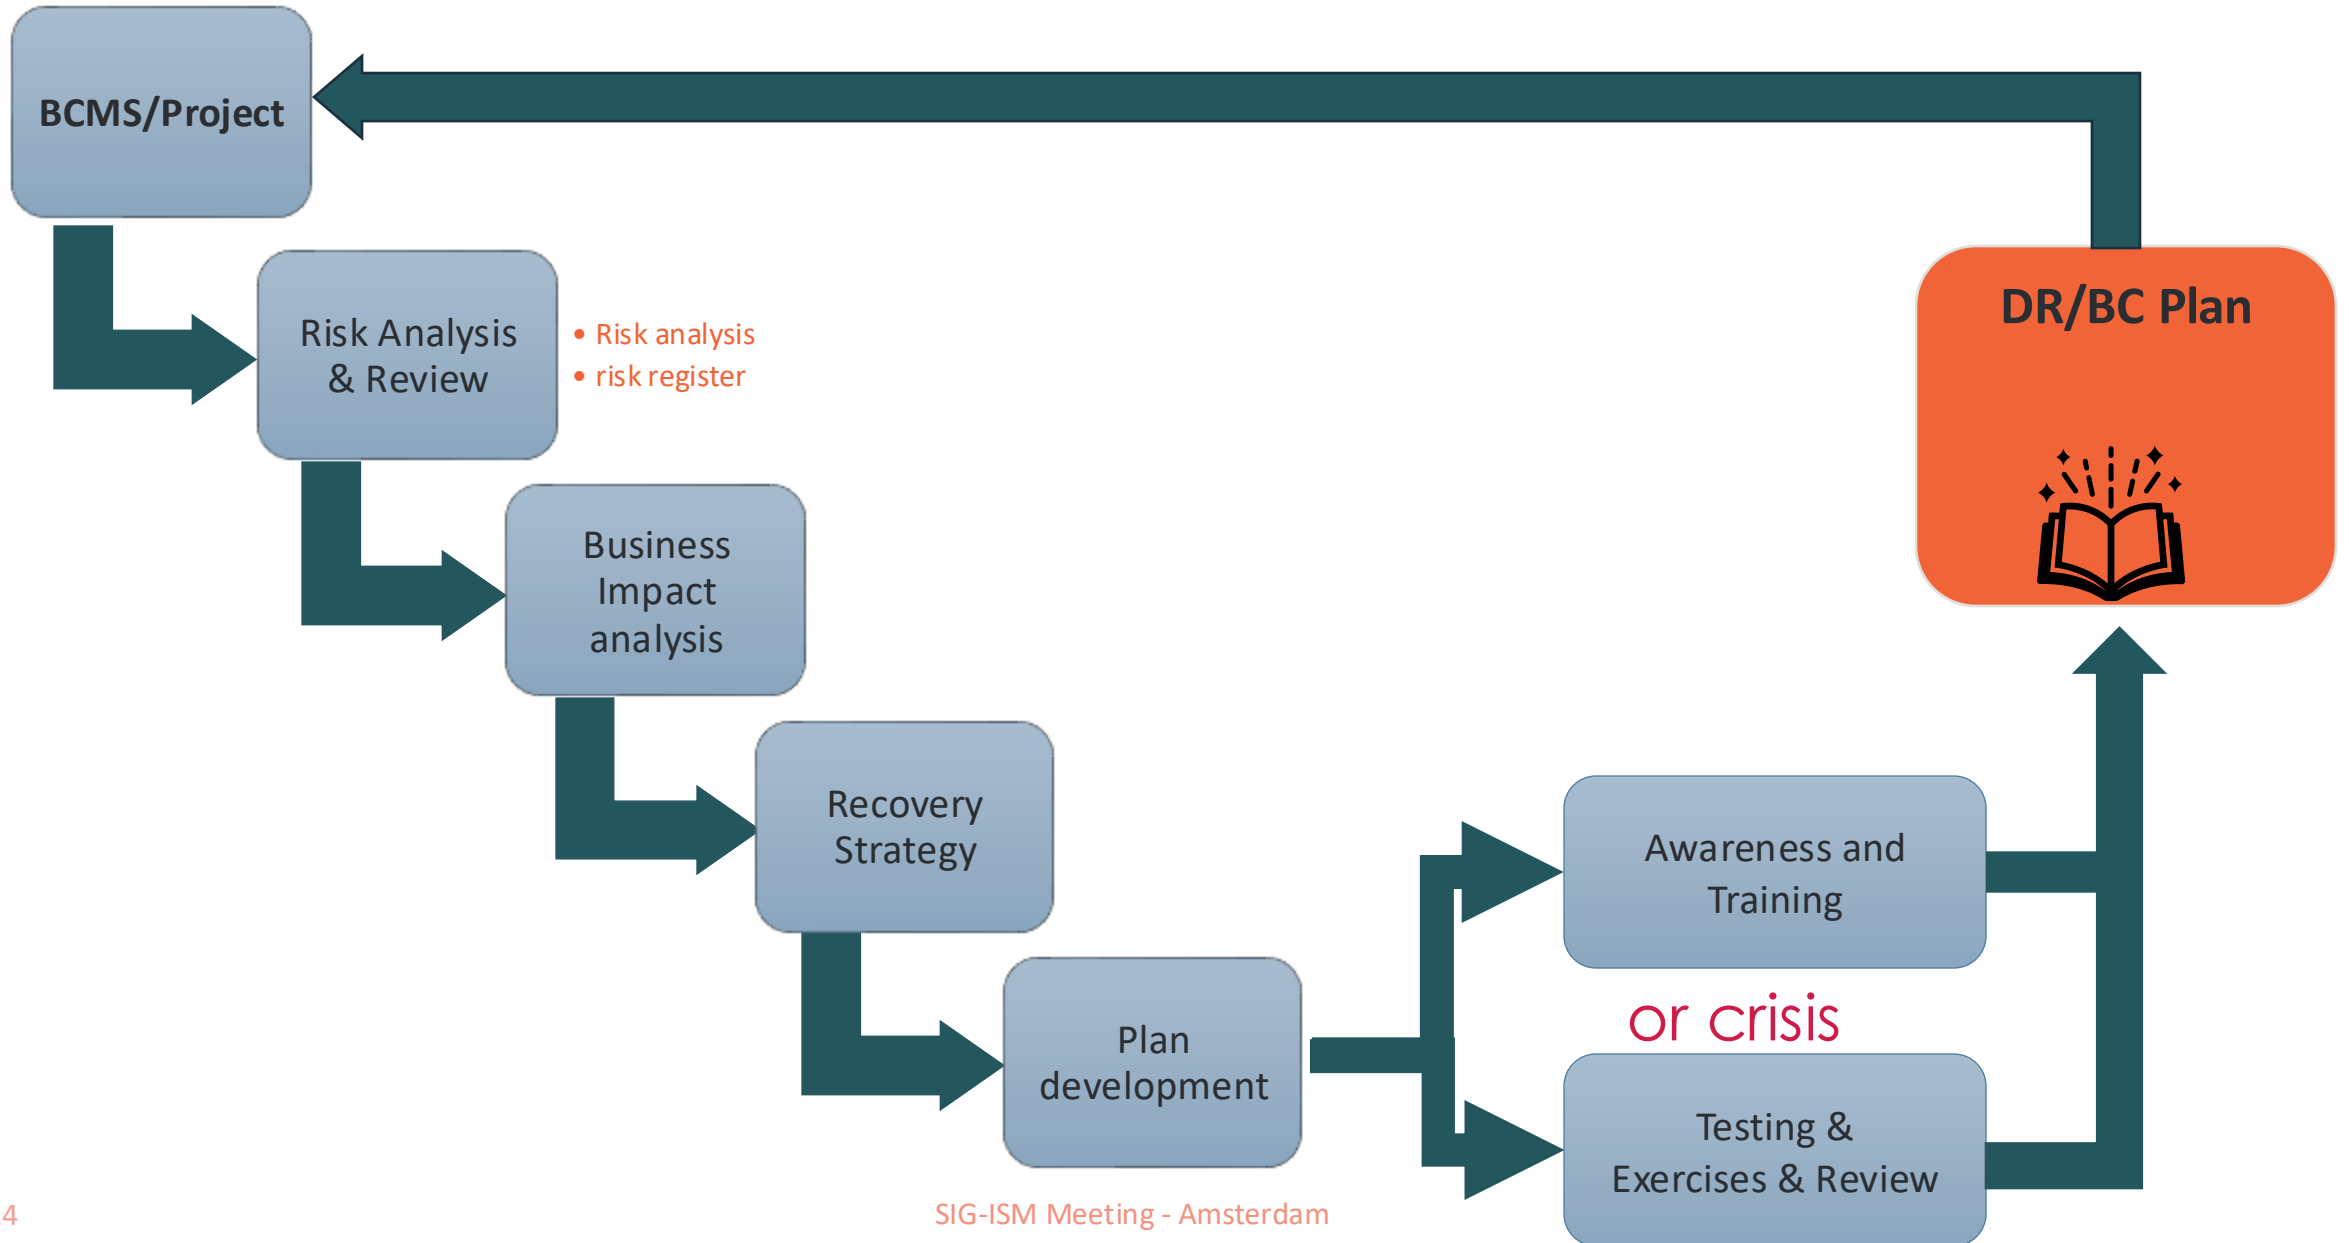 BCMS/Project
Risk Analysis
& Review
• Risk analysis
• risk register
Business
Impact
analysis
Recovery
Strategy
Plan
development
Awareness and
Training
or crisis
Testing &
Exercises & Review
DR/BC Plan
4
SIG-ISM Meeting - Amsterdam